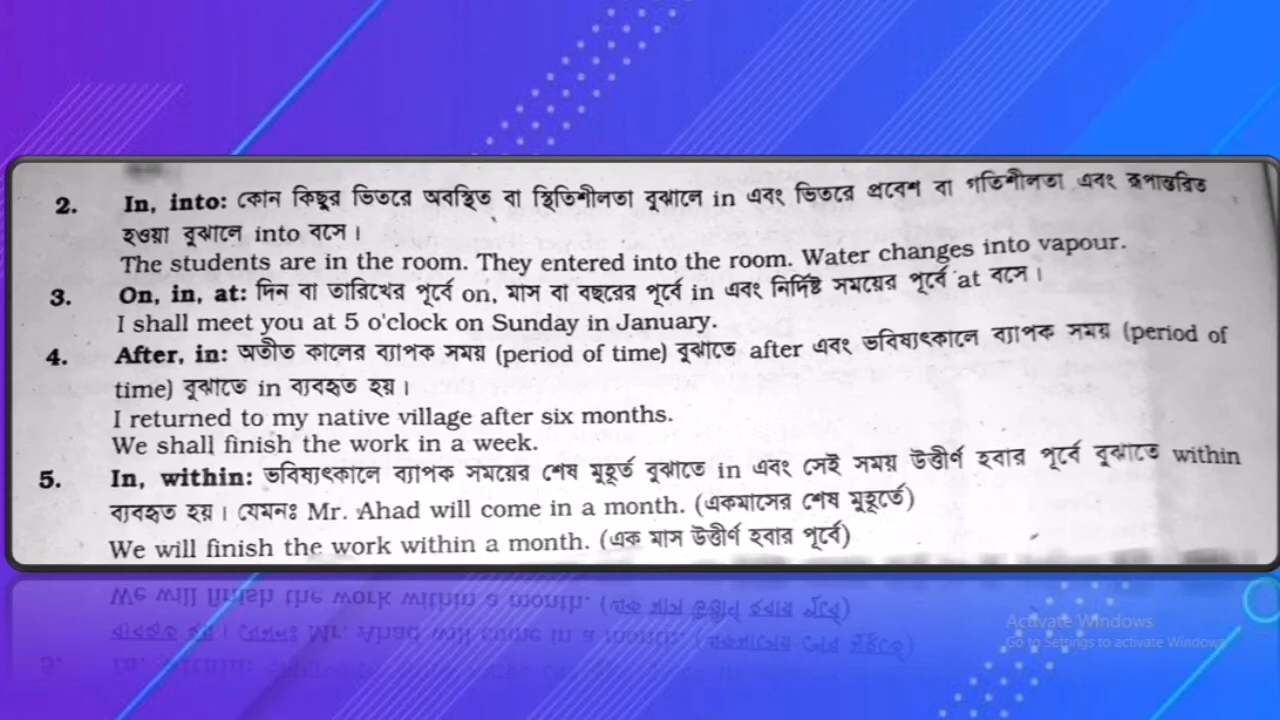 2. In, into: কোন কিছুর ভিতরে অবস্থিত বা স্থিতিশীলতা বুঝালে in এবং ভিতরে প্রবেশ বা গতিশীলতা এবং রূপান্তরিত
হওয়া বুঝালে into বসে।
The students are in the room. They entered into the room. Water changes into vapour.
3. On, in, at: দিন বা তারিখের পূর্বে on, মাস বা বছরের পূর্বে in এবং নির্দিষ্ট সময়ের পূর্বে at বসে।
I shall meet you at 5 o'clock on Sunday in January.
4. After, in: অতীত কালের ব্যাপক সময় (period of time) বুঝাতে after এবং ভবিষ্যৎকালে ব্যাপক সময় (period of
time) বুঝাতে in ব্যবহৃত হয়।
I returned to my native village after six months.
We shall finish the work in a week.
5. In, within: ভবিষ্যৎকালে ব্যাপক সময়ের শেষ মুহূর্ত বুঝাতে in এবং সেই সময় উত্তীর্ণ হবার পূর্বে বুঝাতে within
ব্যবহৃত হয়। যেমনঃ Mr. Ahad will come in a month. (একমাসের শেষ মুহূর্তে)
We will finish the work within a month. (এক মাস উত্তীর্ণ হবার পূর্বে)
Activate Windows
Go to Settings to activate Windows.